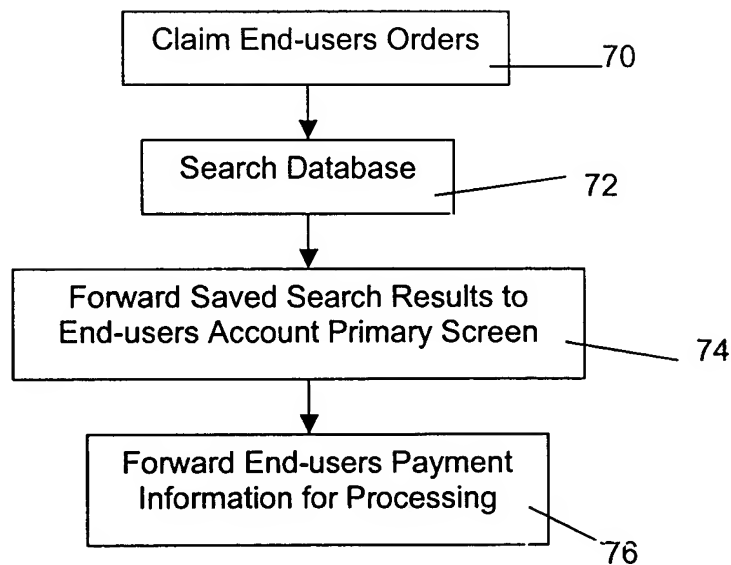 Claim End-users Orders
70
Search Database
72
Forward Saved Search Results to
End-users Account Primary Screen
74
Forward End-users Payment
Information for Processing
76